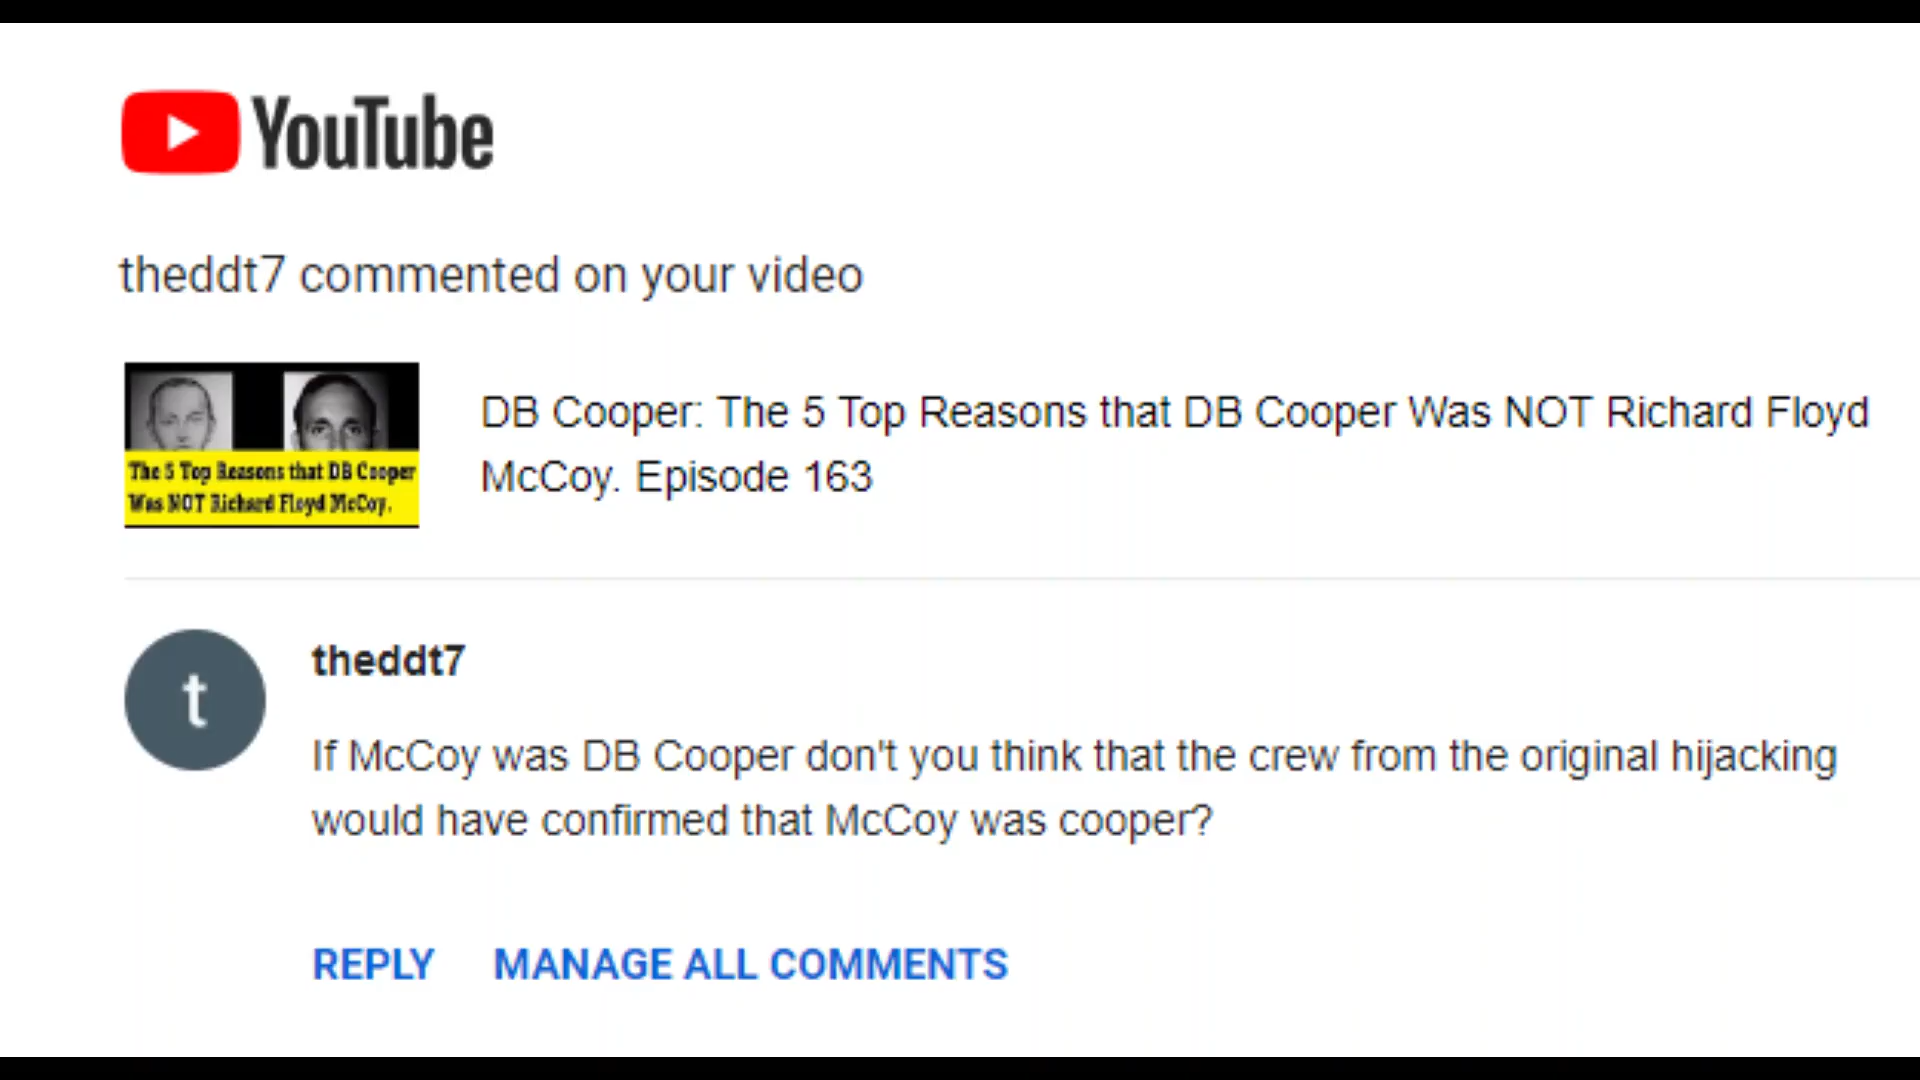 YouTube
theddt7 commented on your video
The 5 Top Reasons that DB Cooper
Was NOT Richard Floyd McCoy.
DB Cooper: The 5 Top Reasons that DB Cooper Was NOT Richard Floyd
McCoy. Episode 163
t
theddt7
If McCoy was DB Cooper don't you think that the crew from the original hijacking
would have confirmed that McCoy was cooper?
REPLY MANAGE ALL COMMENTS